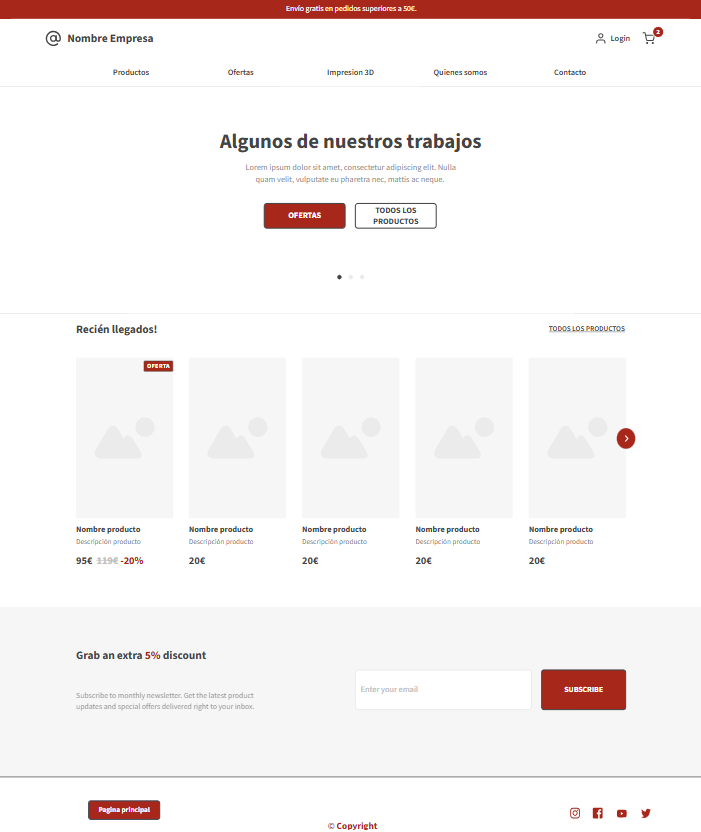 Envío gratis en pedidos superiores a 50€.
@ Nombre Empresa
Login
2
Productos
Ofertas
Impresion 3D
Quienes somos
Contacto
Algunos de nuestros trabajos
Lorem ipsum dolor sit amet, consectetur adipiscing elit. Nulla
quam velit, vulputate eu pharetra nec, mattis ac neque.
OFERTAS
TODOS LOS
PRODUCTOS
Recién llegados!
TODOS LOS PRODUCTOS
OFERTA
Nombre producto
Descripción producto
95€ 119€ -20%
Nombre producto
Descripción producto
20€
Nombre producto
Descripción producto
20€
Nombre producto
Descripción producto
20€
Nombre producto
Descripción producto
20€
Grab an extra 5% discount
Subscribe to monthly newsletter. Get the latest product
updates and special offers delivered right to your inbox.
Enter your email
SUBSCRIBE
Pagina principal
© Copyright